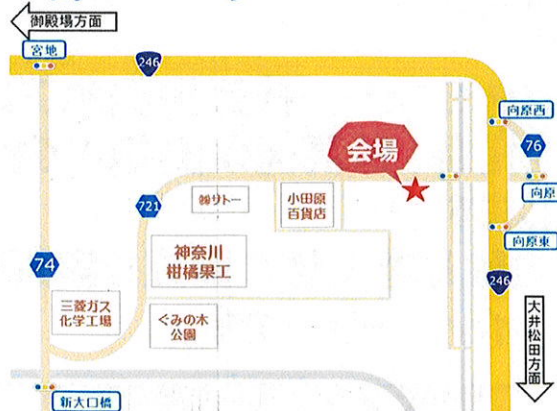 御殿場方面
宮地
246
向原西
会場
76
向原
721
㈱サトー
小田原
百貨店
向原東
神奈川
柑橘果工
74
246
三菱ガス
化学工場
ぐみの木
公園
大井松田方面
新大口橋